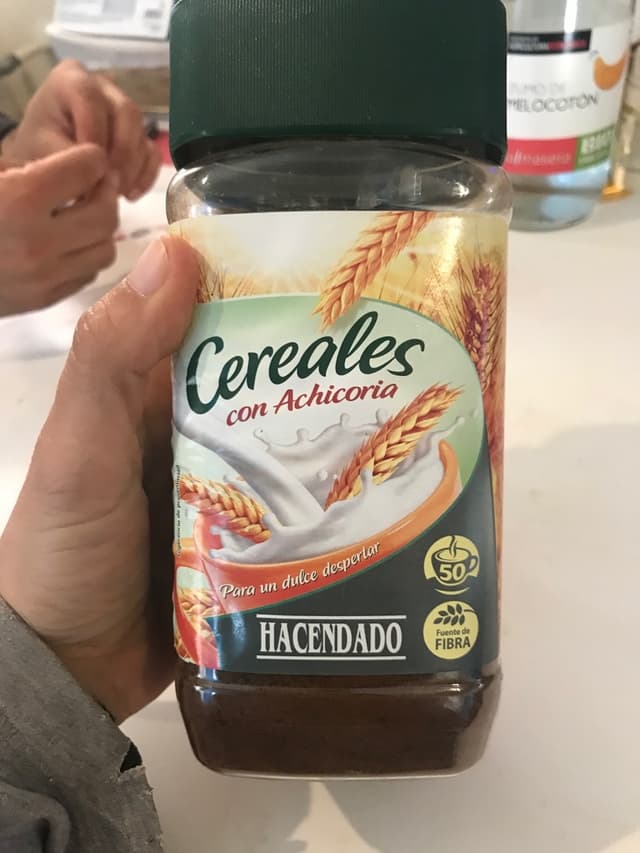 Cereales
con Achicoria
Para un dulce despertar
HACENDADO
50
Fuente de
FIBRA
MELOCOTÓN